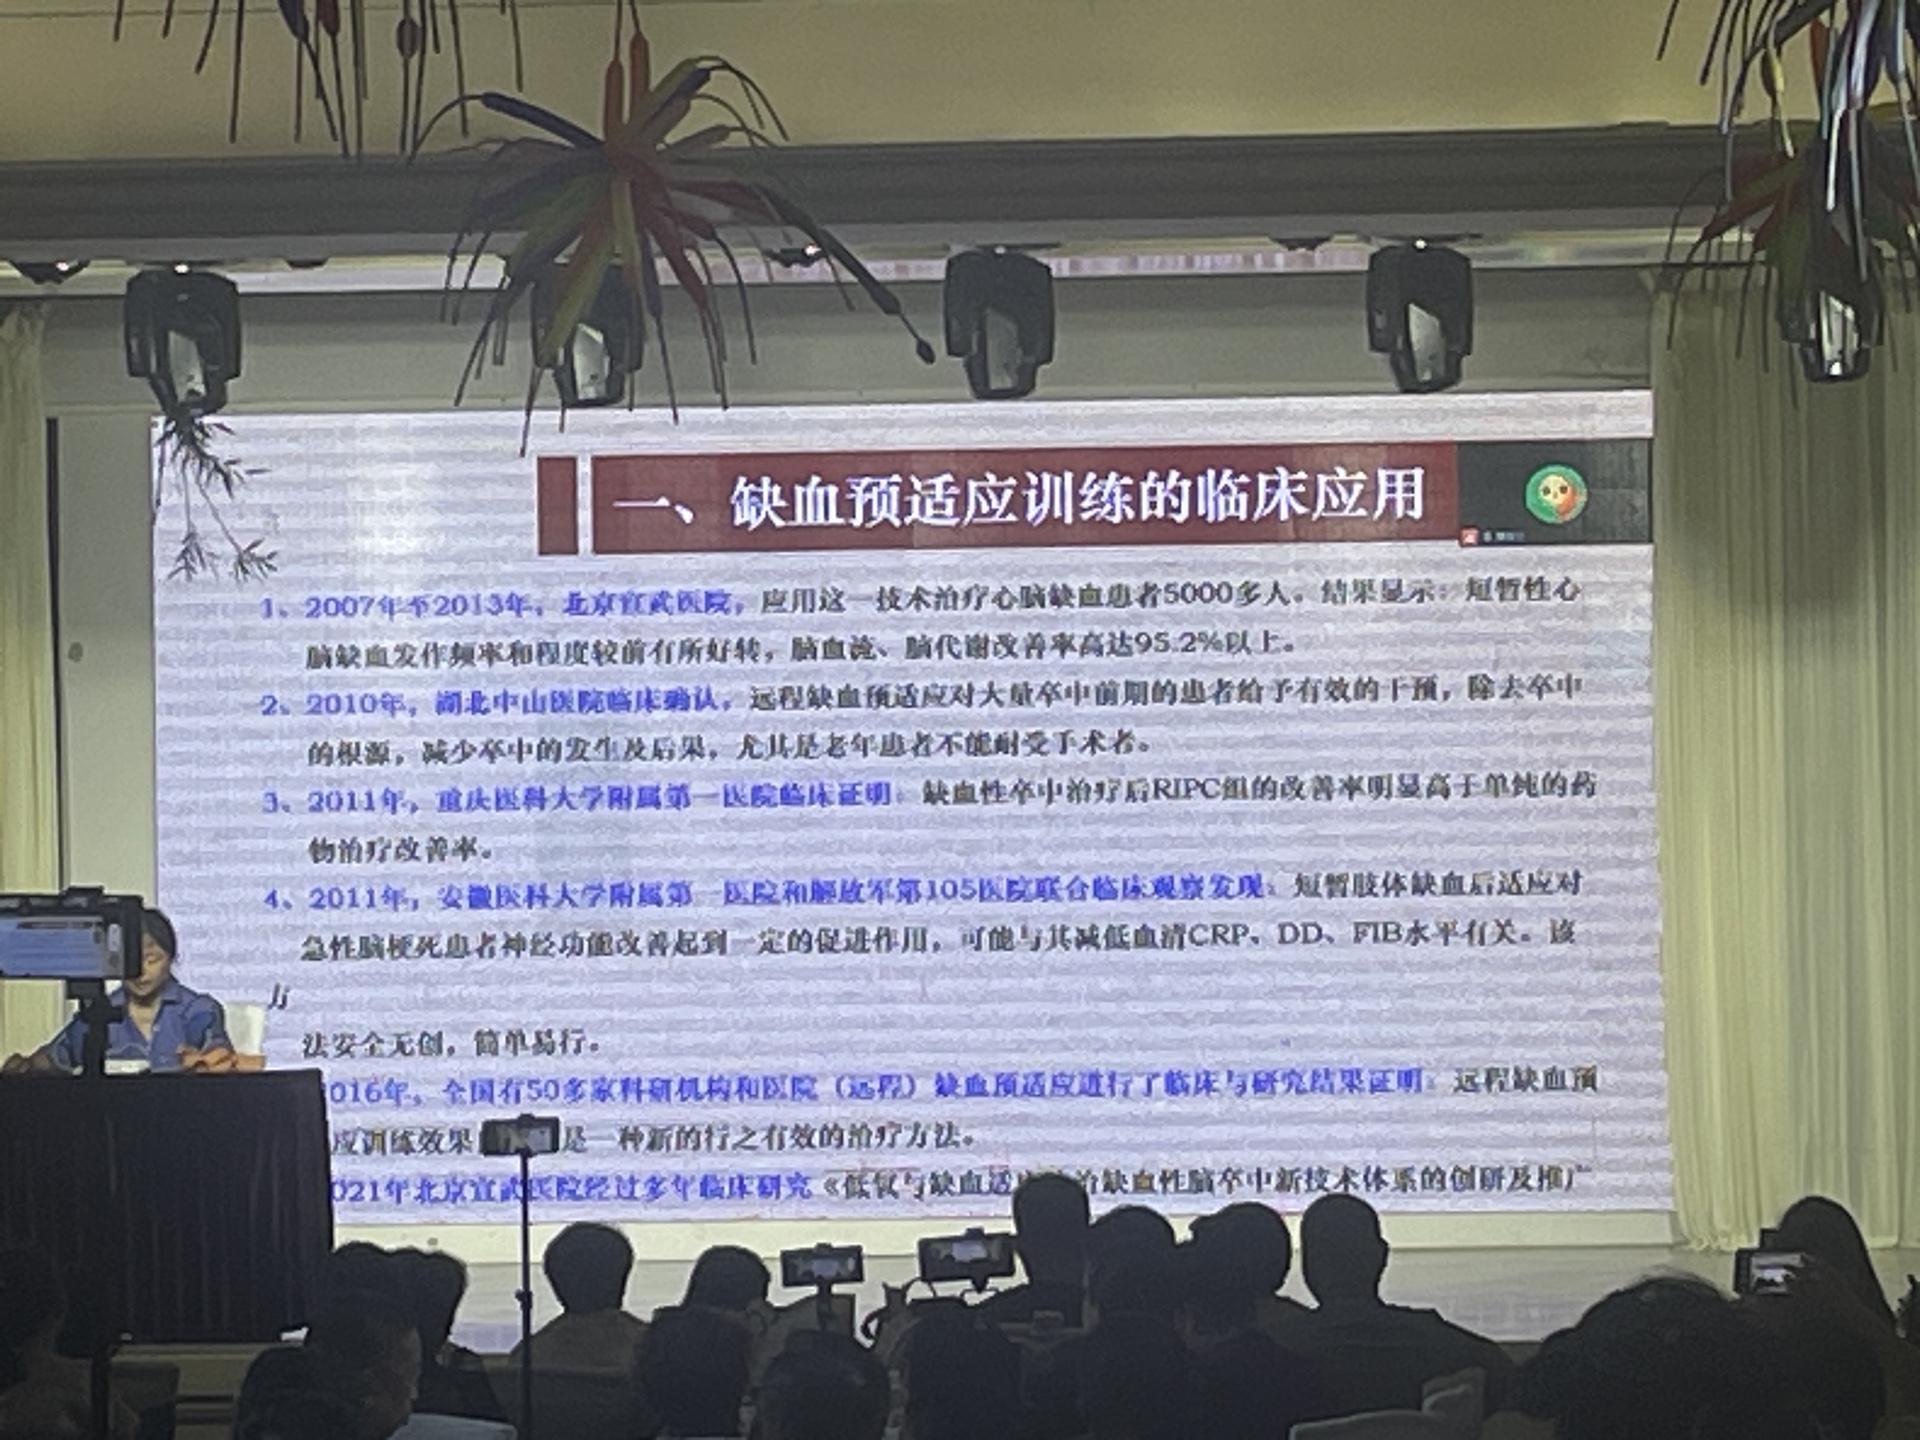 一、缺血预适应训练的临床应用
1、2007年至2013年，北京宣武医院，应用这一技术治疗心脑缺血患者5000多人。结果显示：短暂性心
脑缺血发作频率和程度较前有所好转，脑血流、脑代谢改善率高达95.2%以上。
2、2010年，湖北中山医院临床确认，远程缺血预适应对大量卒中前期的患者给予有效的干预，除去卒中
的根源，减少卒中的发生及后果，尤其是老年患者不能耐受手术者。
3、2011年，重庆医科大学附属第一医院临床证明：缺血性卒中治疗后RIPC组的改善率明显高于单纯的药
物治疗改善率。
4、2011年，安徽医科大学附属第一医院和解放军第105医院联合临床观察发现：短暂肢体缺血后适应对
急性脑梗死患者神经功能改善起到一定的促进作用，可能与其减低血清CRP、DD、FIB水平有关。该
方
法安全无创，简单易行。
016年，全国有50多家科研机构和医院（远程）缺血预适应进行了临床与研究结果证明：远程缺血预
应训练效果 是一种新的行之有效的治疗方法。
021年北京宣武医院经过多年临床研究《低氧与缺血适 治缺血性脑卒中新技术体系的创研及推广